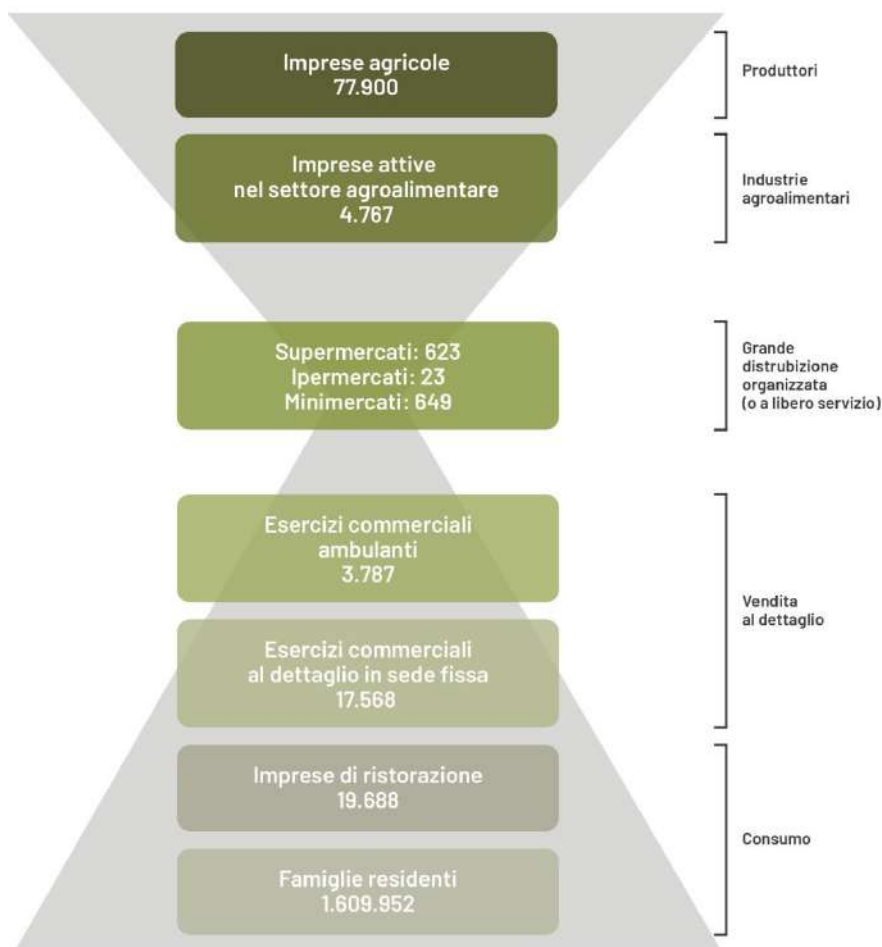 Imprese agricole
77.900
Produttori
Imprese attive
nel settore agroalimentare
4.767
Industrie
agroalimentari
Supermercati: 623
Ipermercati: 23
Minimercati: 649
Grande
distrubizione
organizzata
(o a libero servizio)
Esercizi commerciali
ambulanti
3.787
Esercizi commerciali
al dettaglio in sede fissa
17.568
Vendita
al dettaglio
Imprese di ristorazione
19.688
Famiglie residenti
1.609.952
Consumo